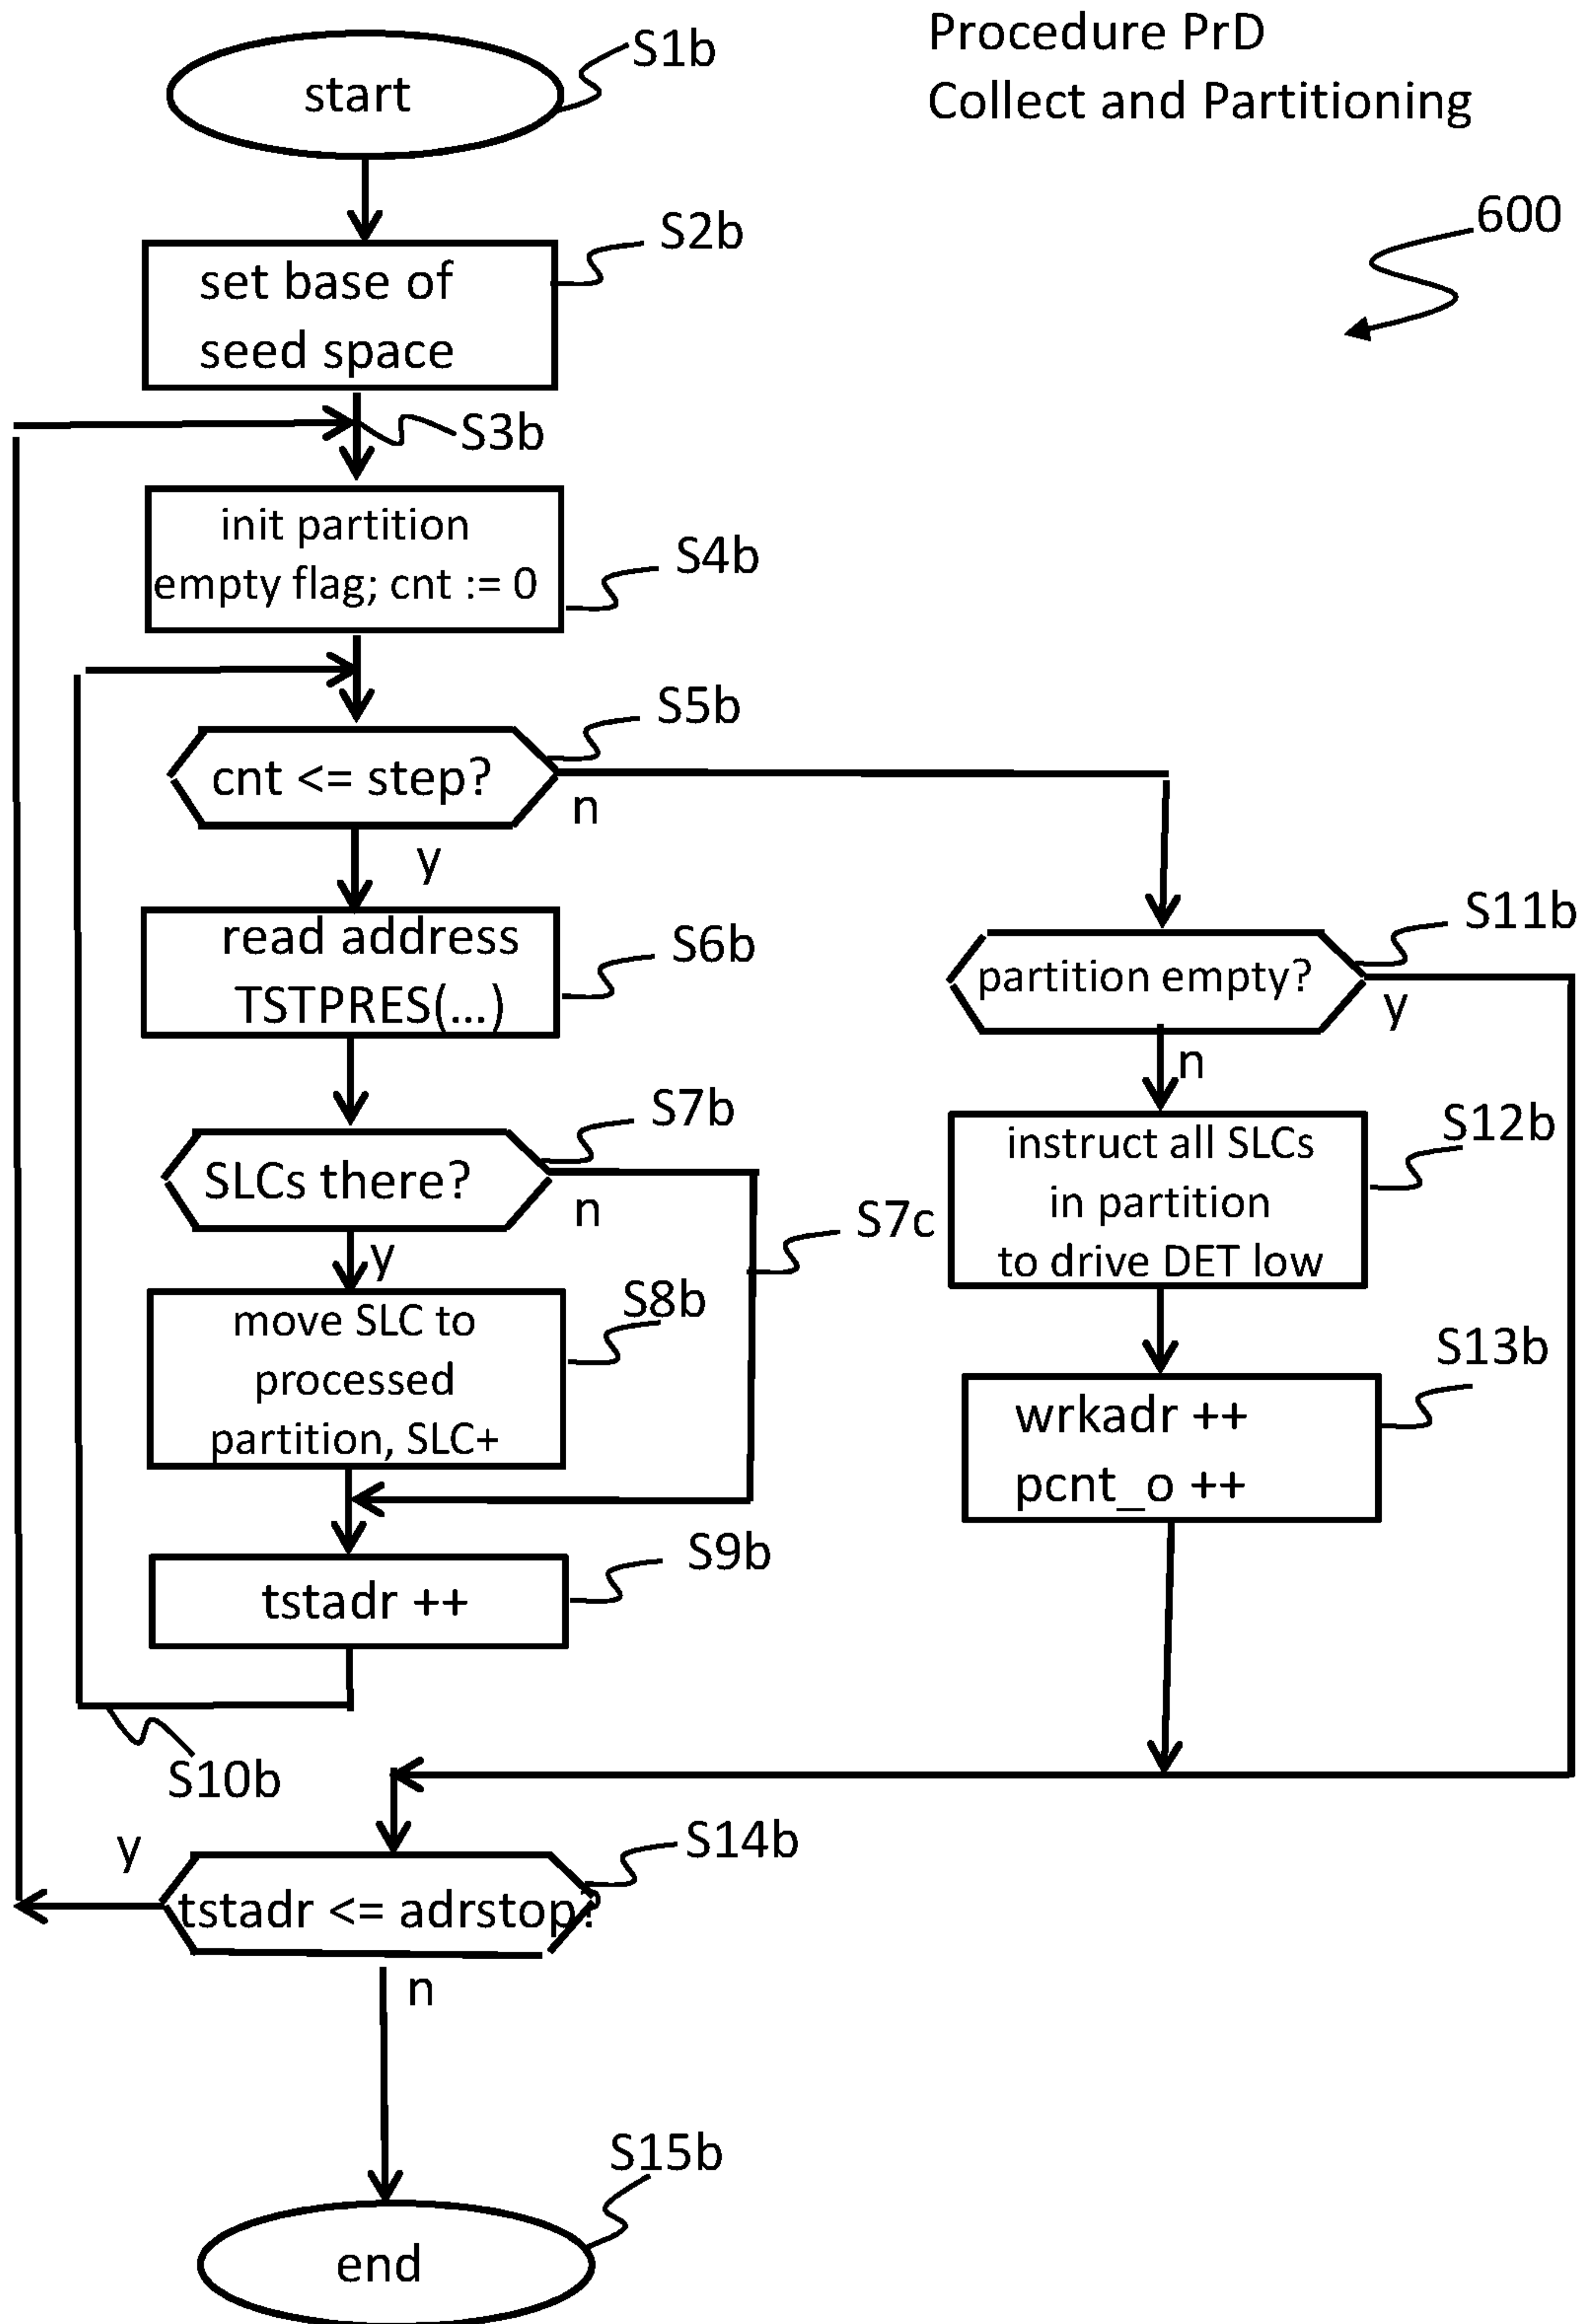 Procedure PrD
Collect and Partitioning
600
start
S1b
set base of
seed space
S2b
S3b
init partition
empty flag; cnt := 0
S4b
cnt <= step?
S5b
n
y
read address
TSTPRES(...)
S6b
SLCs there?
S7b
n
y
S7c
move SLC to
processed
partition, SLC+
S8b
tstadr ++
S9b
S10b
partition empty?
S11b
y
n
instruct all SLCs
in partition
to drive DET low
S12b
wrkadr ++
pcnt_o ++
S13b
tstadr <= adrstop?
S14b
y
n
end
S15b